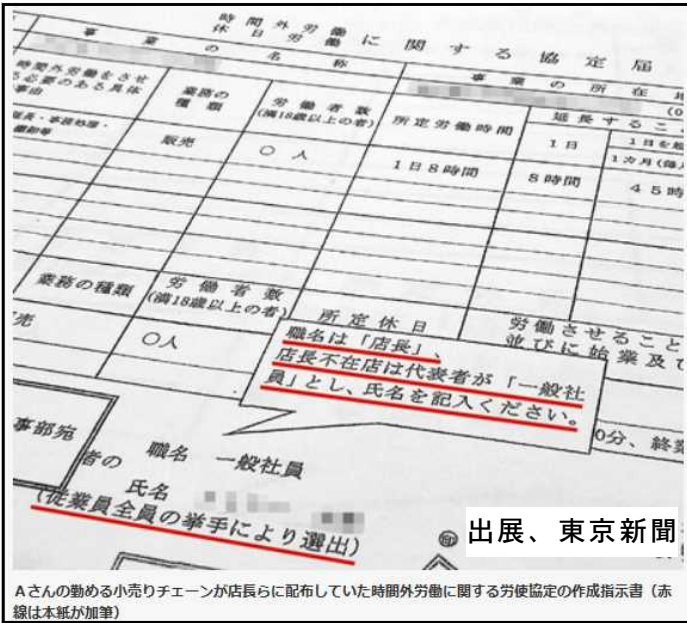 時間外労働
休日労働 に関する協定届
事業の名称
事業の所在地
時間外労働をさせ
る必要のある具体
事由
業務の
種類
労働者数
(満18歳以上の者)
所定労働時間
延長するこ
1日
1日を超
1カ月(毎
販売
〇人
1日8時間
8時間
45時
業務の種類
労働者数
(満18歳以上の者)
所定休日
労働させること
並びに始業及び
売
〇人
職名は「店長」、
店長不在店は代表者が「一般社
員」とし、氏名を記入ください。
0分、終業
事部宛
者の
職名 一般社員
氏名
(従業員全員の挙手により選出)
㊞
出展、東京新聞
Aさんの勤める小売りチェーンが店長らに配布していた時間外労働に関する労使協定の作成指示書(赤
線は本紙が加筆)